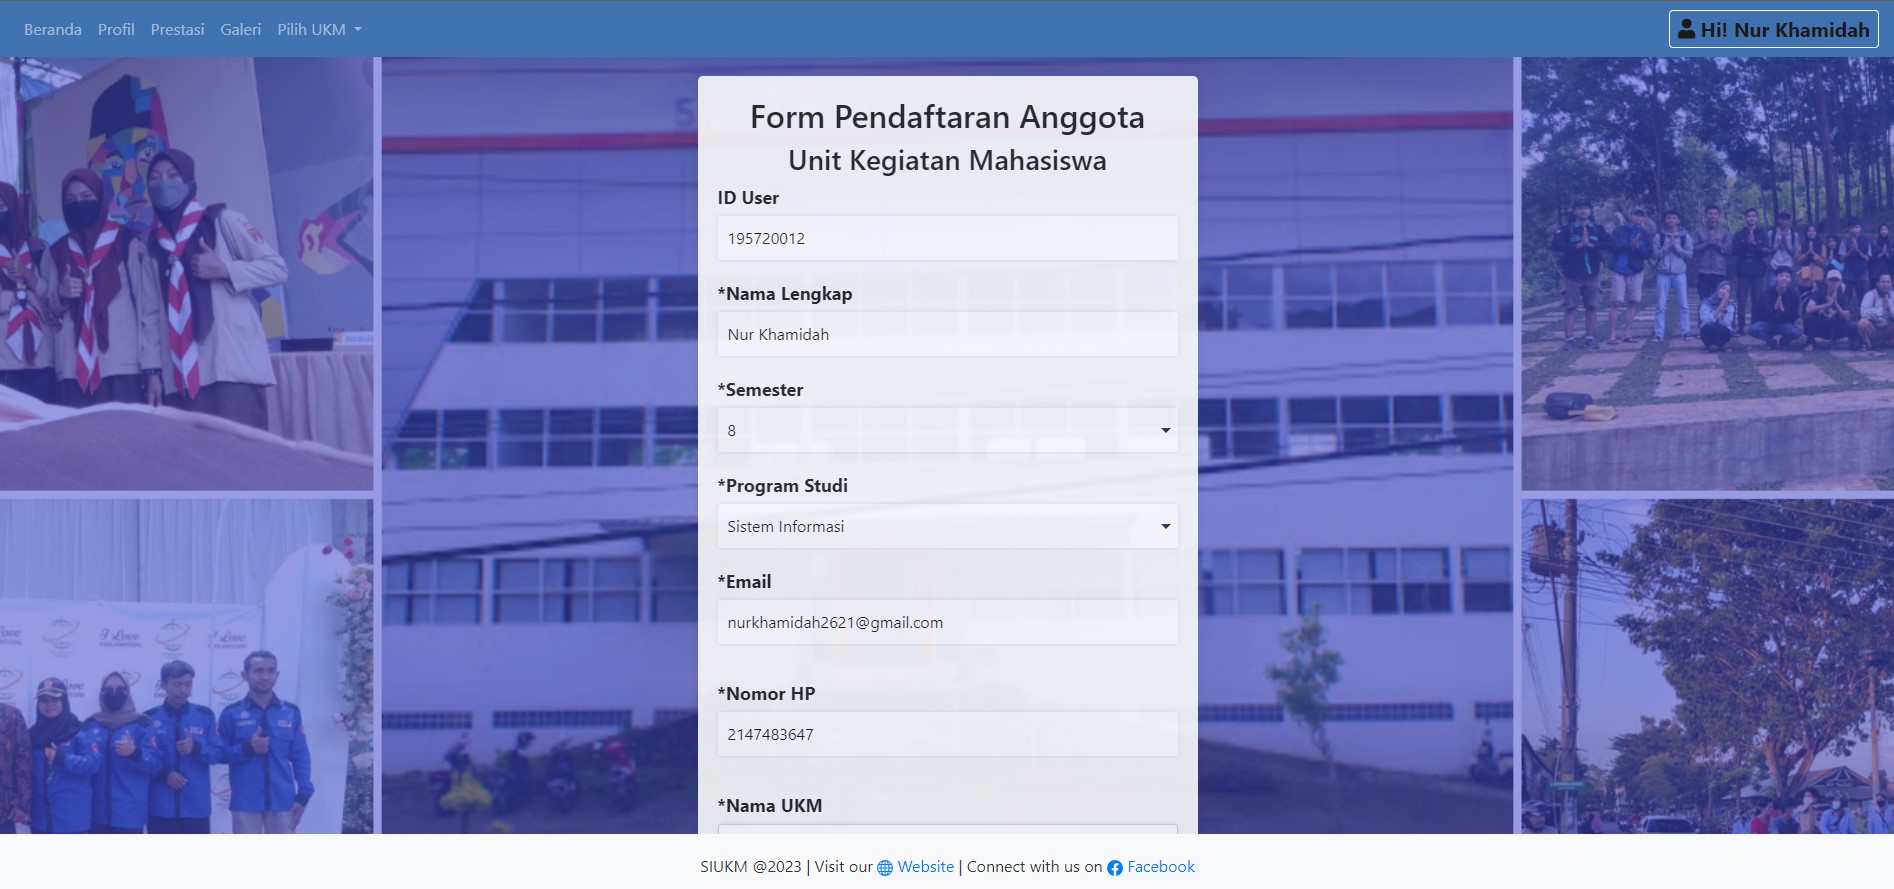 Beranda Profil Prestasi Galeri Pilih UKM
Hi! Nur Khamidah
Form Pendaftaran Anggota
Unit Kegiatan Mahasiswa
ID User
195720012
*Nama Lengkap
Nur Khamidah
*Semester
8
*Program Studi
Sistem Informasi
*Email
nurkhamidah2621@gmail.com
*Nomor HP
2147483647
*Nama UKM
I Love
I Love
SIUKM @2023 | Visit our Website | Connect with us on Facebook